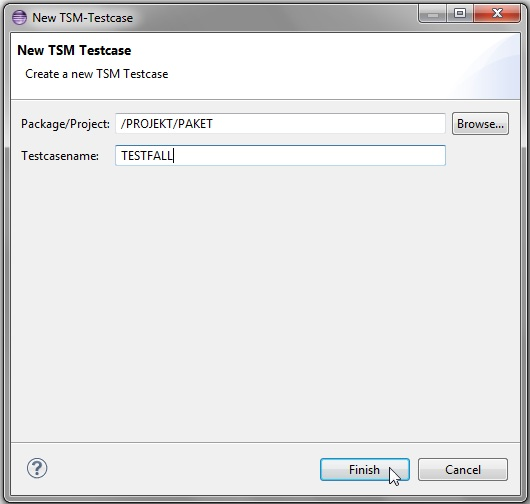 New TSM-Testcase
New TSM Testcase
Create a new TSM Testcase
Package/Project: /PROJEKT/PAKET Browse...
Testcasename: TESTFALL
? Finish Cancel